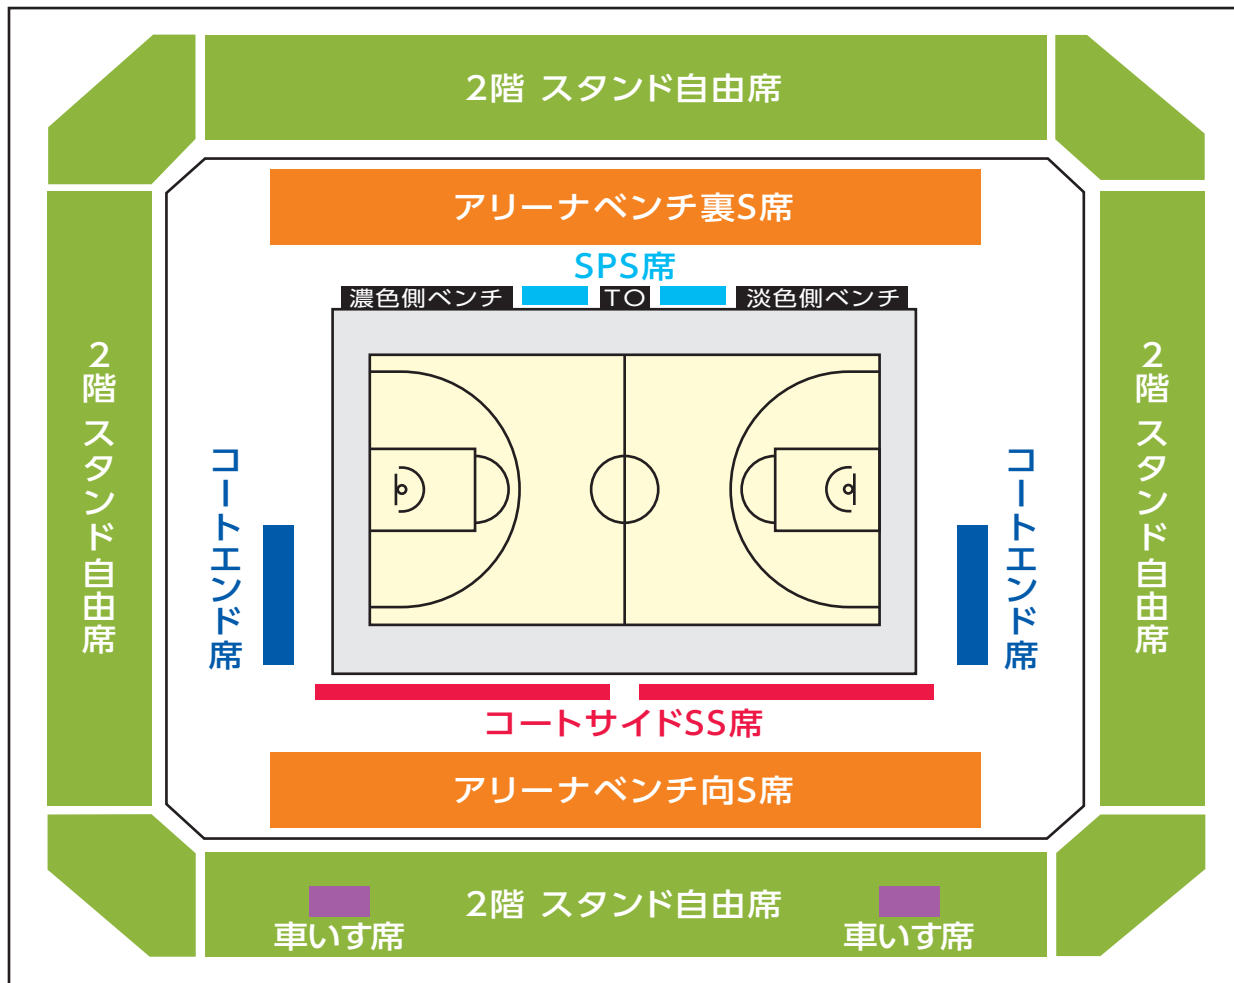 2階 スタンド自由席
アリーナベンチ裏S席
SPS席
濃色側ベンチ
TO
淡色側ベンチ
2階 スタンド自由席
コートエンド席
コートエンド席
2階 スタンド自由席
コートサイドSS席
アリーナベンチ向S席
2階 スタンド自由席
車いす席
車いす席